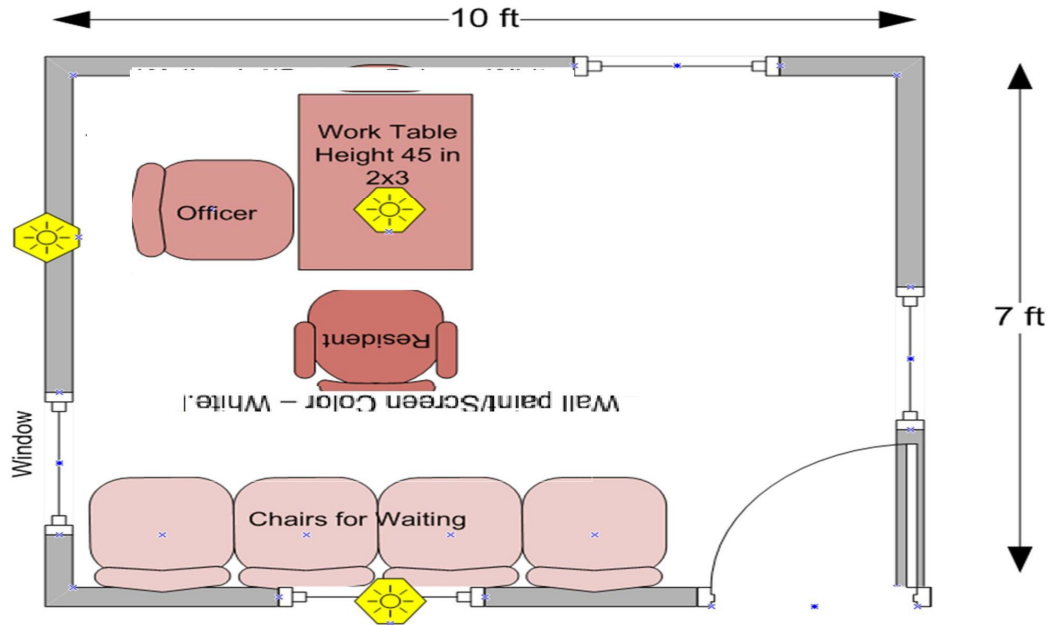 10 ft
Work Table
Height 45 in
2x3
Officer
7 ft
Resident
Wall paint/Screen Color – White.
Window
Chairs for Waiting